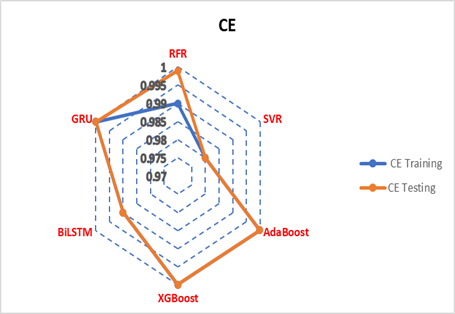 CE
RFR
1
0.995
0.99
0.985
0.98
0.975
0.97
GRU
SVR
BiLSTM
AdaBoost
XGBoost
CE Training
CE Testing